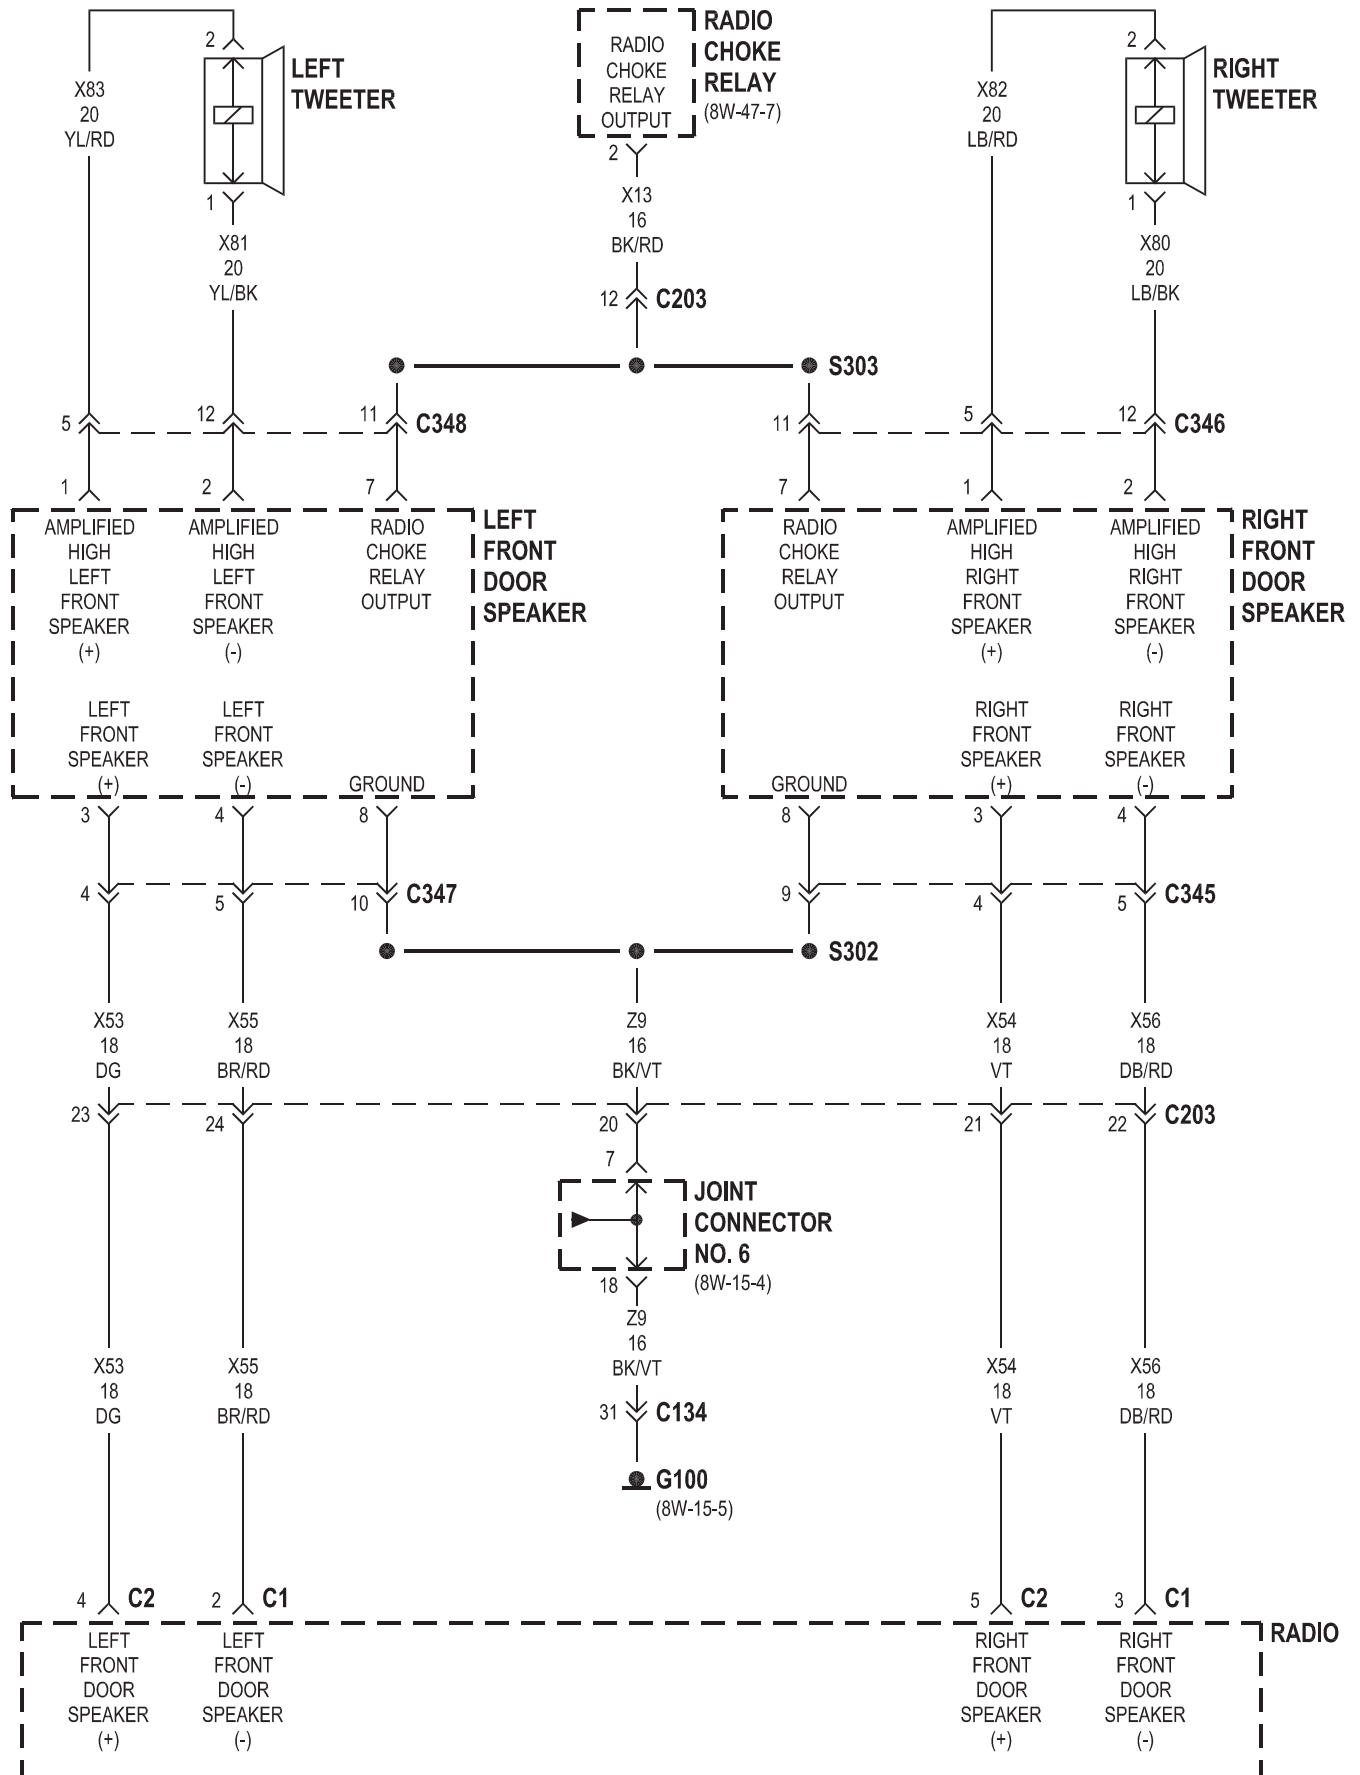 2
X83
20
YL/RD
LEFT
TWEETER
1
X81
20
YL/BK
RADIO
CHOKE
RELAY
OUTPUT
RADIO
CHOKE
RELAY
(8W-47-7)
2
X13
16
BK/RD
12
C203
2
X82
20
LB/RD
RIGHT
TWEETER
1
X80
20
LB/BK
S303
5
12
11
C348
11
5
12
C346
1
2
7
7
1
2
AMPLIFIED
HIGH
LEFT
FRONT
SPEAKER
(+)
AMPLIFIED
HIGH
LEFT
FRONT
SPEAKER
(-)
RADIO
CHOKE
RELAY
OUTPUT
LEFT
FRONT
DOOR
SPEAKER
LEFT
FRONT
SPEAKER
(+)
LEFT
FRONT
SPEAKER
(-)
GROUND
RADIO
CHOKE
RELAY
OUTPUT
AMPLIFIED
HIGH
RIGHT
FRONT
SPEAKER
(+)
AMPLIFIED
HIGH
RIGHT
FRONT
SPEAKER
(-)
RIGHT
FRONT
DOOR
SPEAKER
GROUND
RIGHT
FRONT
SPEAKER
(+)
RIGHT
FRONT
SPEAKER
(-)
3
4
8
8
3
4
4
5
10
C347
9
4
5
C345
S302
X53
18
DG
X55
18
BR/RD
Z9
16
BK/VT
X54
18
VT
X56
18
DB/RD
23
24
20
21
22
C203
7
JOINT
CONNECTOR
NO. 6
(8W-15-4)
18
Z9
16
BK/VT
31
C134
G100
(8W-15-5)
X53
18
DG
X55
18
BR/RD
X54
18
VT
X56
18
DB/RD
4
C2
2
C1
5
C2
3
C1
RADIO
LEFT
FRONT
DOOR
SPEAKER
(+)
LEFT
FRONT
DOOR
SPEAKER
(-)
RIGHT
FRONT
DOOR
SPEAKER
(+)
RIGHT
FRONT
DOOR
SPEAKER
(-)